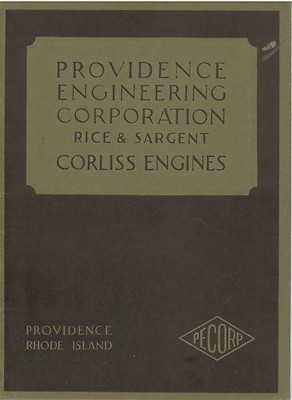 PROVIDENCE
ENGINEERING
CORPORATION
RICE & SARGENT
CORLISS ENGINES
PROVIDENCE
RHODE ISLAND
PECORP